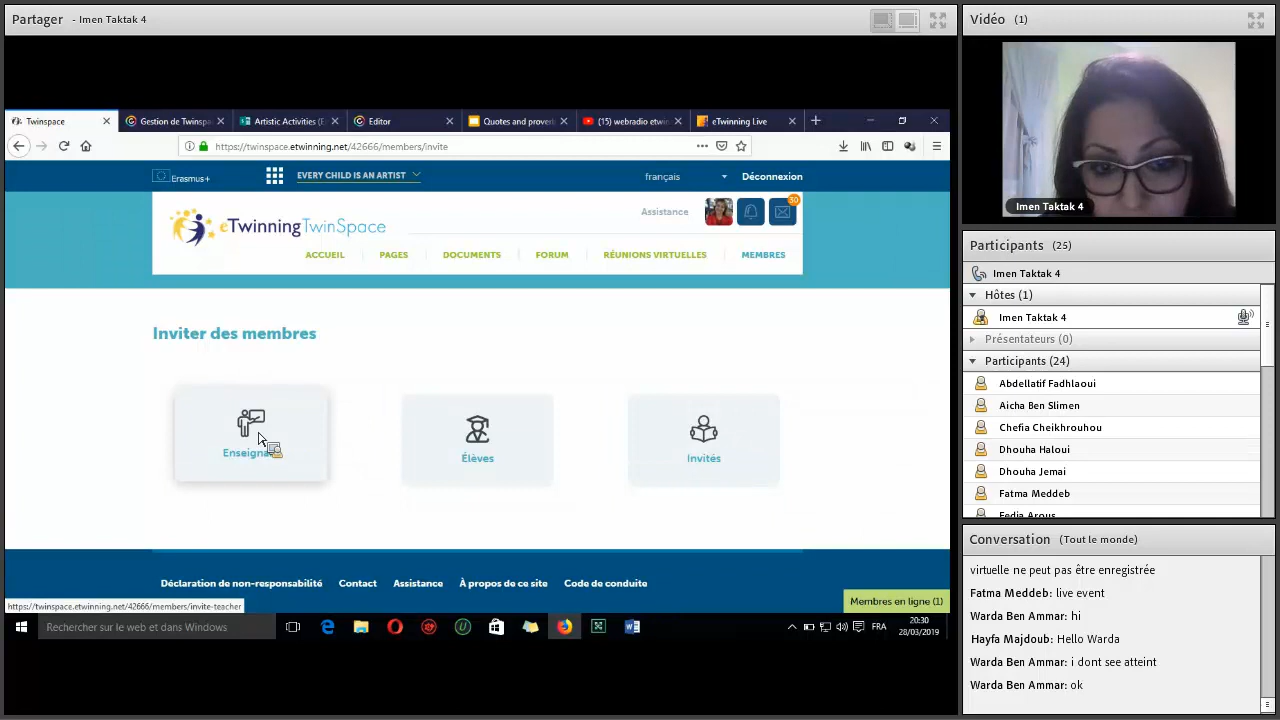 Partager - Imen Taktak 4
Twinspace
Gestion de Twinspa
Artistic Activities (E
Editor
Quotes and prover
(15) webradio etwin
eTwinning Live
https://twinspace.etwinning.net/42666/members/invite
Erasmus+
EVERY CHILD IS AN ARTIST
français
Déconnexion
eTwinningTwinSpace
Assistance
30
ACCUEIL
PAGES
DOCUMENTS
FORUM
RÉUNIONS VIRTUELLES
MEMBRES
Inviter des membres
Élèves
Invités
Déclaration de non-responsabilité
Contact
Assistance
À propos de ce site
Code de conduite
https://twinspace.etwinning.net/42666/members/invite-teacher
Membres en ligne (1)
Rechercher sur le web et dans Windows
FRA
20:30
28/03/2019
Vidéo (1)
Imen Taktak 4
Participants (25)
Imen Taktak 4
Hôtes (1)
Imen Taktak 4
Présentateurs (0)
Participants (24)
Abdellatif Fadhlaoui
Aicha Ben Slimen
Chefia Cheikhrouhou
Dhouha Haloui
Dhouha Jemai
Fatma Meddeb
Fedia Arous
Conversation (Tout le monde)
virtuelle ne peut pas être enregistrée
Fatma Meddeb: live event
Warda Ben Ammar: hi
Hayfa Majdoub: Hello Warda
Warda Ben Ammar: i dont see atteint
Warda Ben Ammar: ok